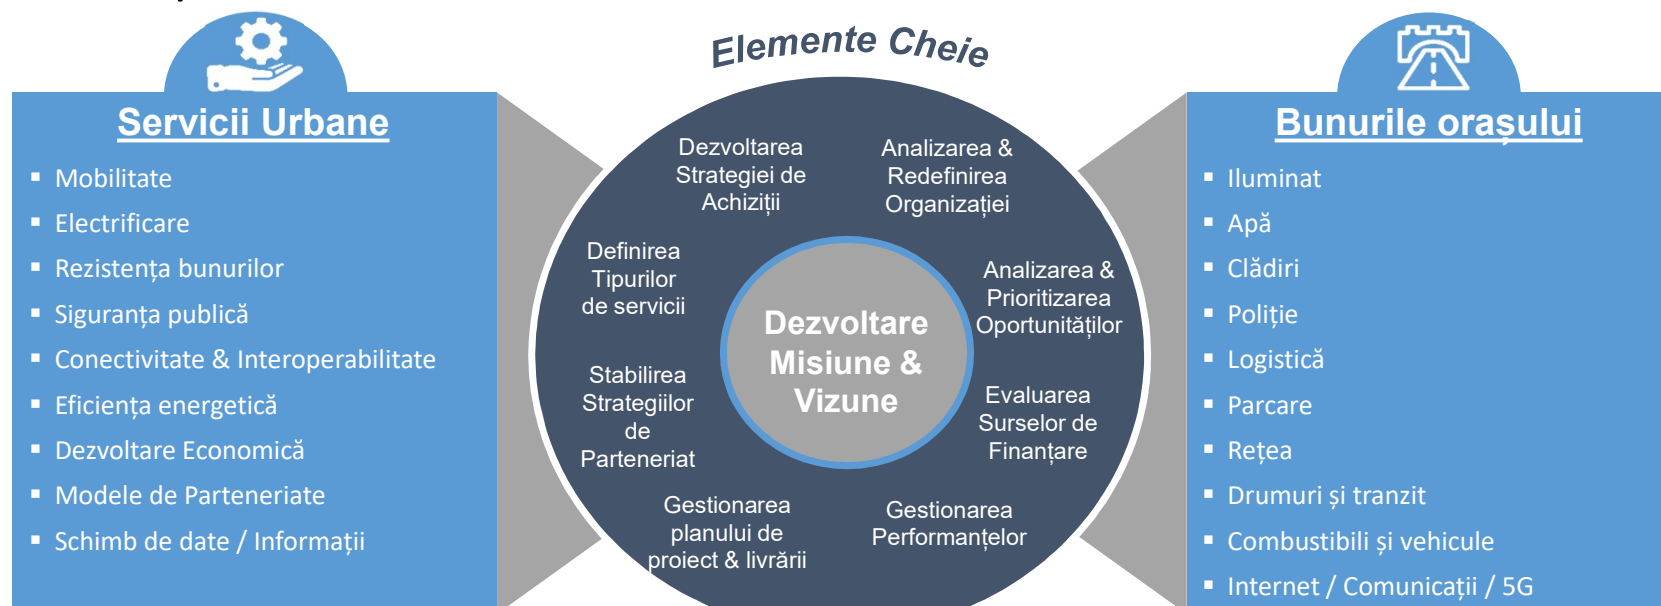 Elemente Cheie
Servicii Urbane
▪ Mobilitate
▪ Electrificare
▪ Rezistența bunurilor
▪ Siguranța publică
▪ Conectivitate & Interoperabilitate
▪ Eficiența energetică
▪ Dezvoltare Economică
▪ Modele de Parteneriate
▪ Schimb de date / Informații
Dezvoltarea
Strategiei de
Achiziții
Analizarea &
Redefinirea
Organizației
Definirea
Tipurilor
de servicii
Analizarea &
Prioritizarea
Oportunităților
Dezvoltare
Misiune &
Vizune
Stabilirea
Strategiilor
de
Parteneriat
Evaluarea
Surselor de
Finanțare
Gestionarea
planului de
proiect & livrării
Gestionarea
Performanțelor
Bunurile orașului
▪ Iluminat
▪ Apă
▪ Clădiri
▪ Poliție
▪ Logistică
▪ Parcare
▪ Rețea
▪ Drumuri și tranzit
▪ Combustibili și vehicule
▪ Internet / Comunicații / 5G